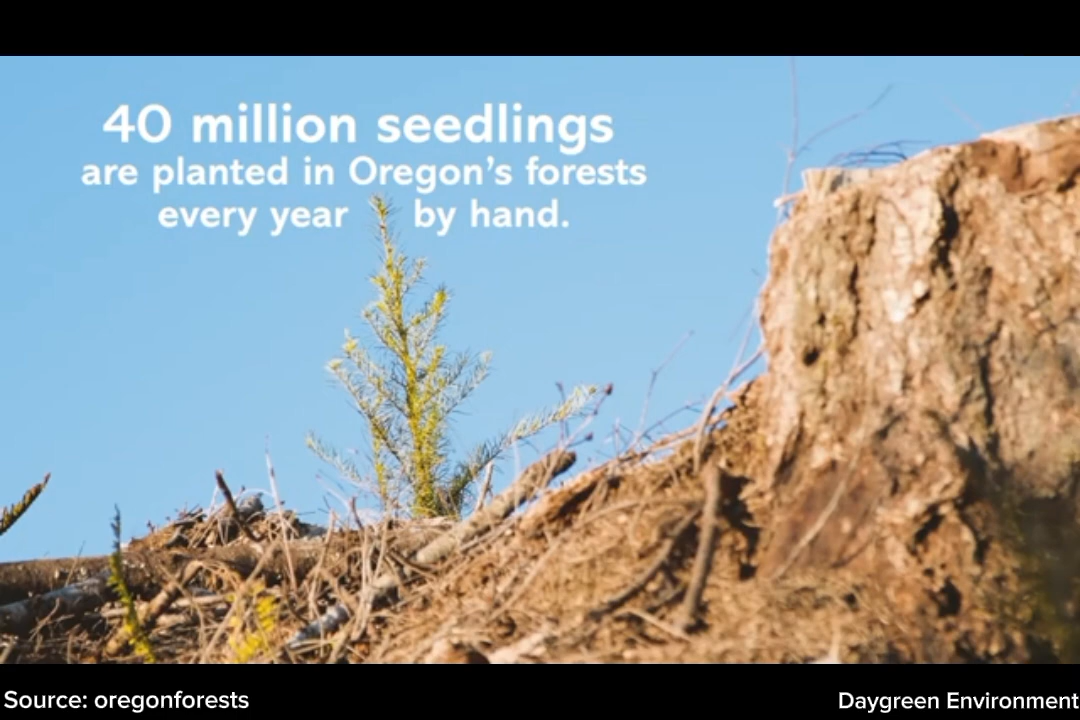 40 million seedlings
are planted in Oregon's forests
every year by hand.
Source: oregonforests
Daygreen Environment